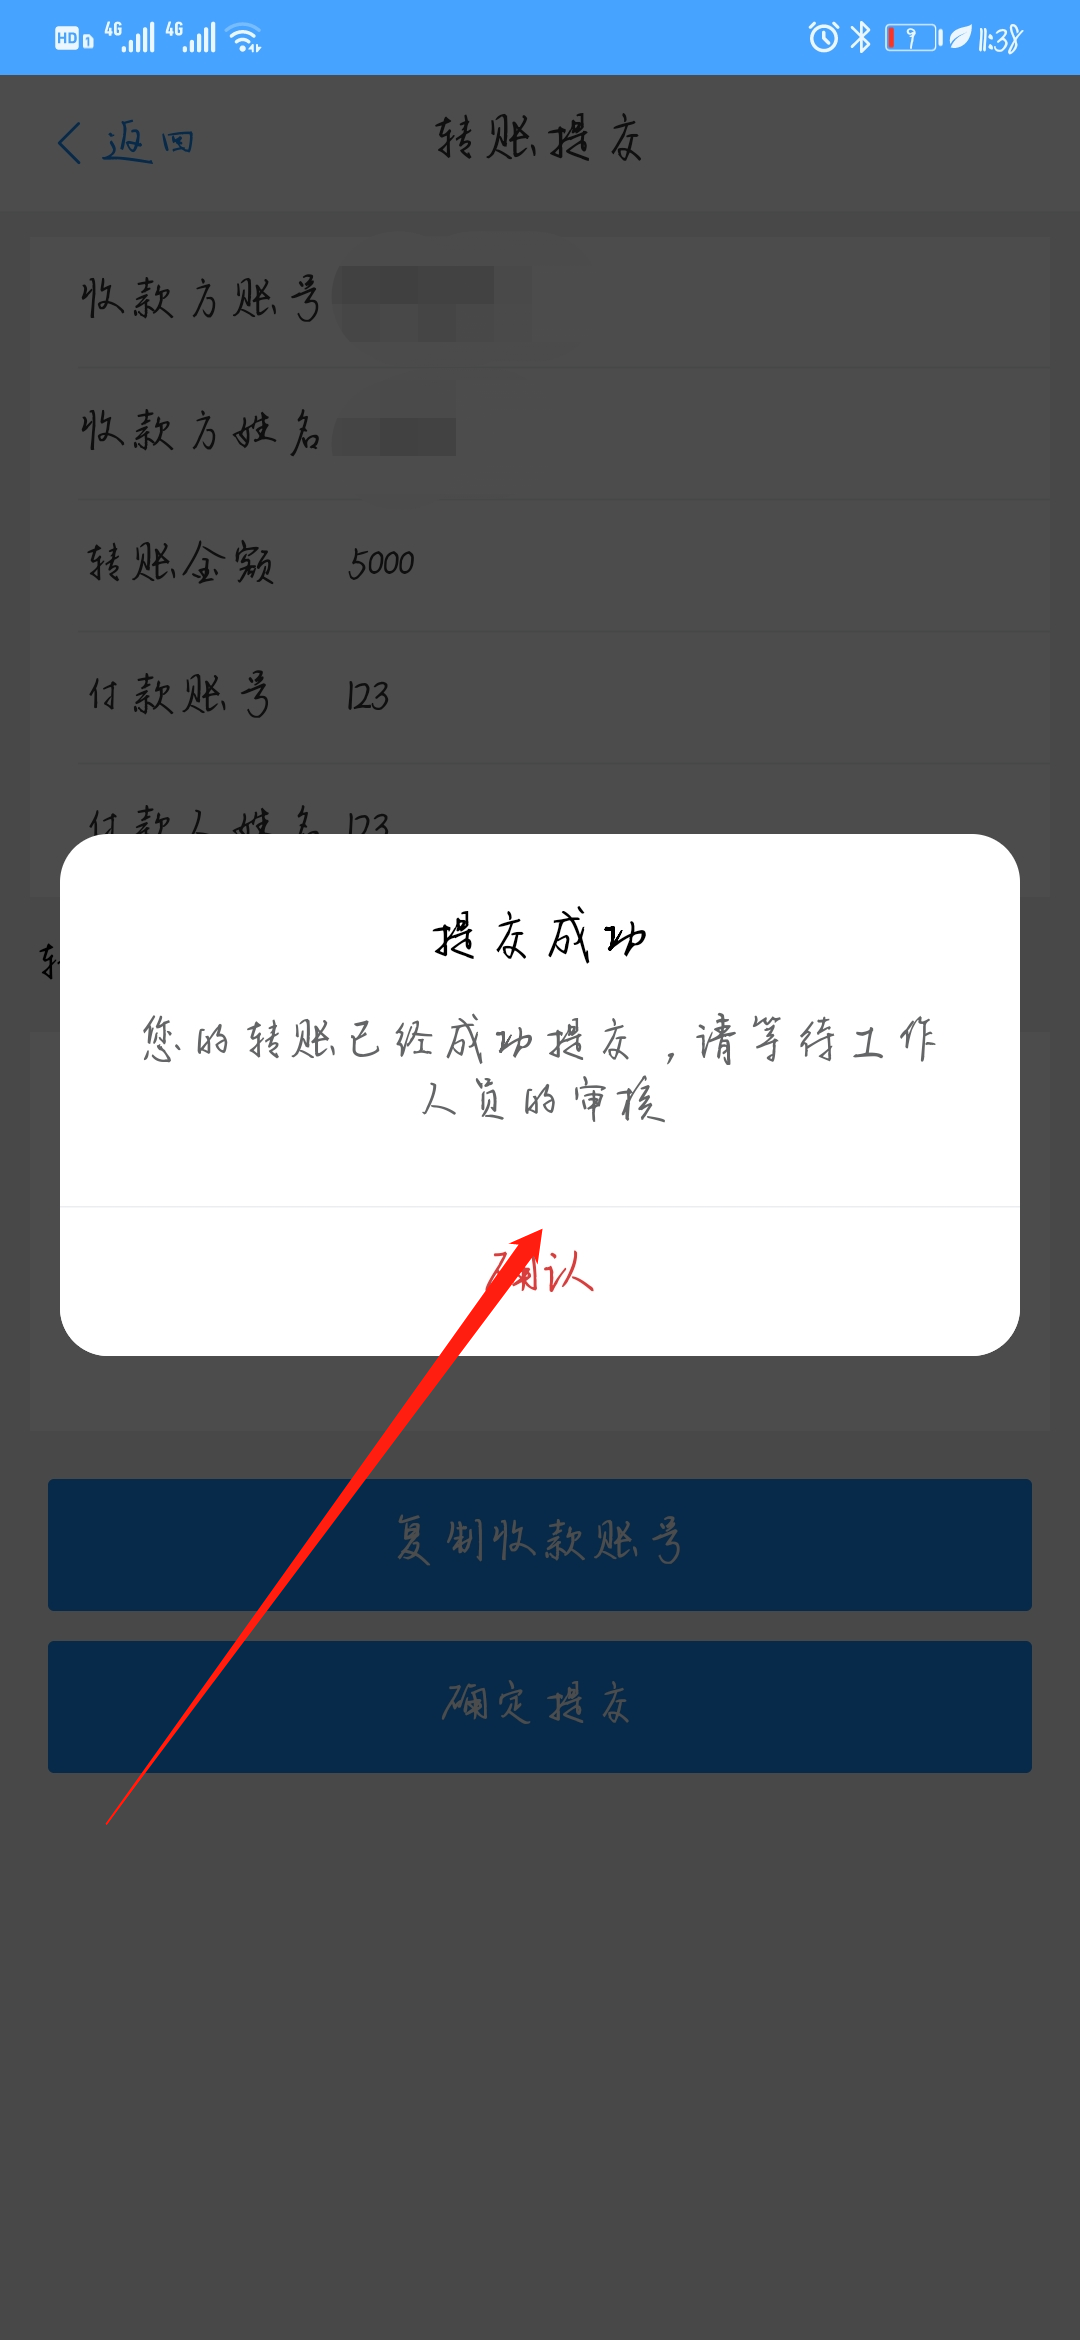 HD 1 4G 4G 9 11:38
返回 转账提交
收款方账号
收款方姓名
转账金额 5000
付款账号 123
付款人姓名 123
转
提交成功
您的转账已经成功提交，请等待工作
人员的审核
确认
复制收款账号
确定提交